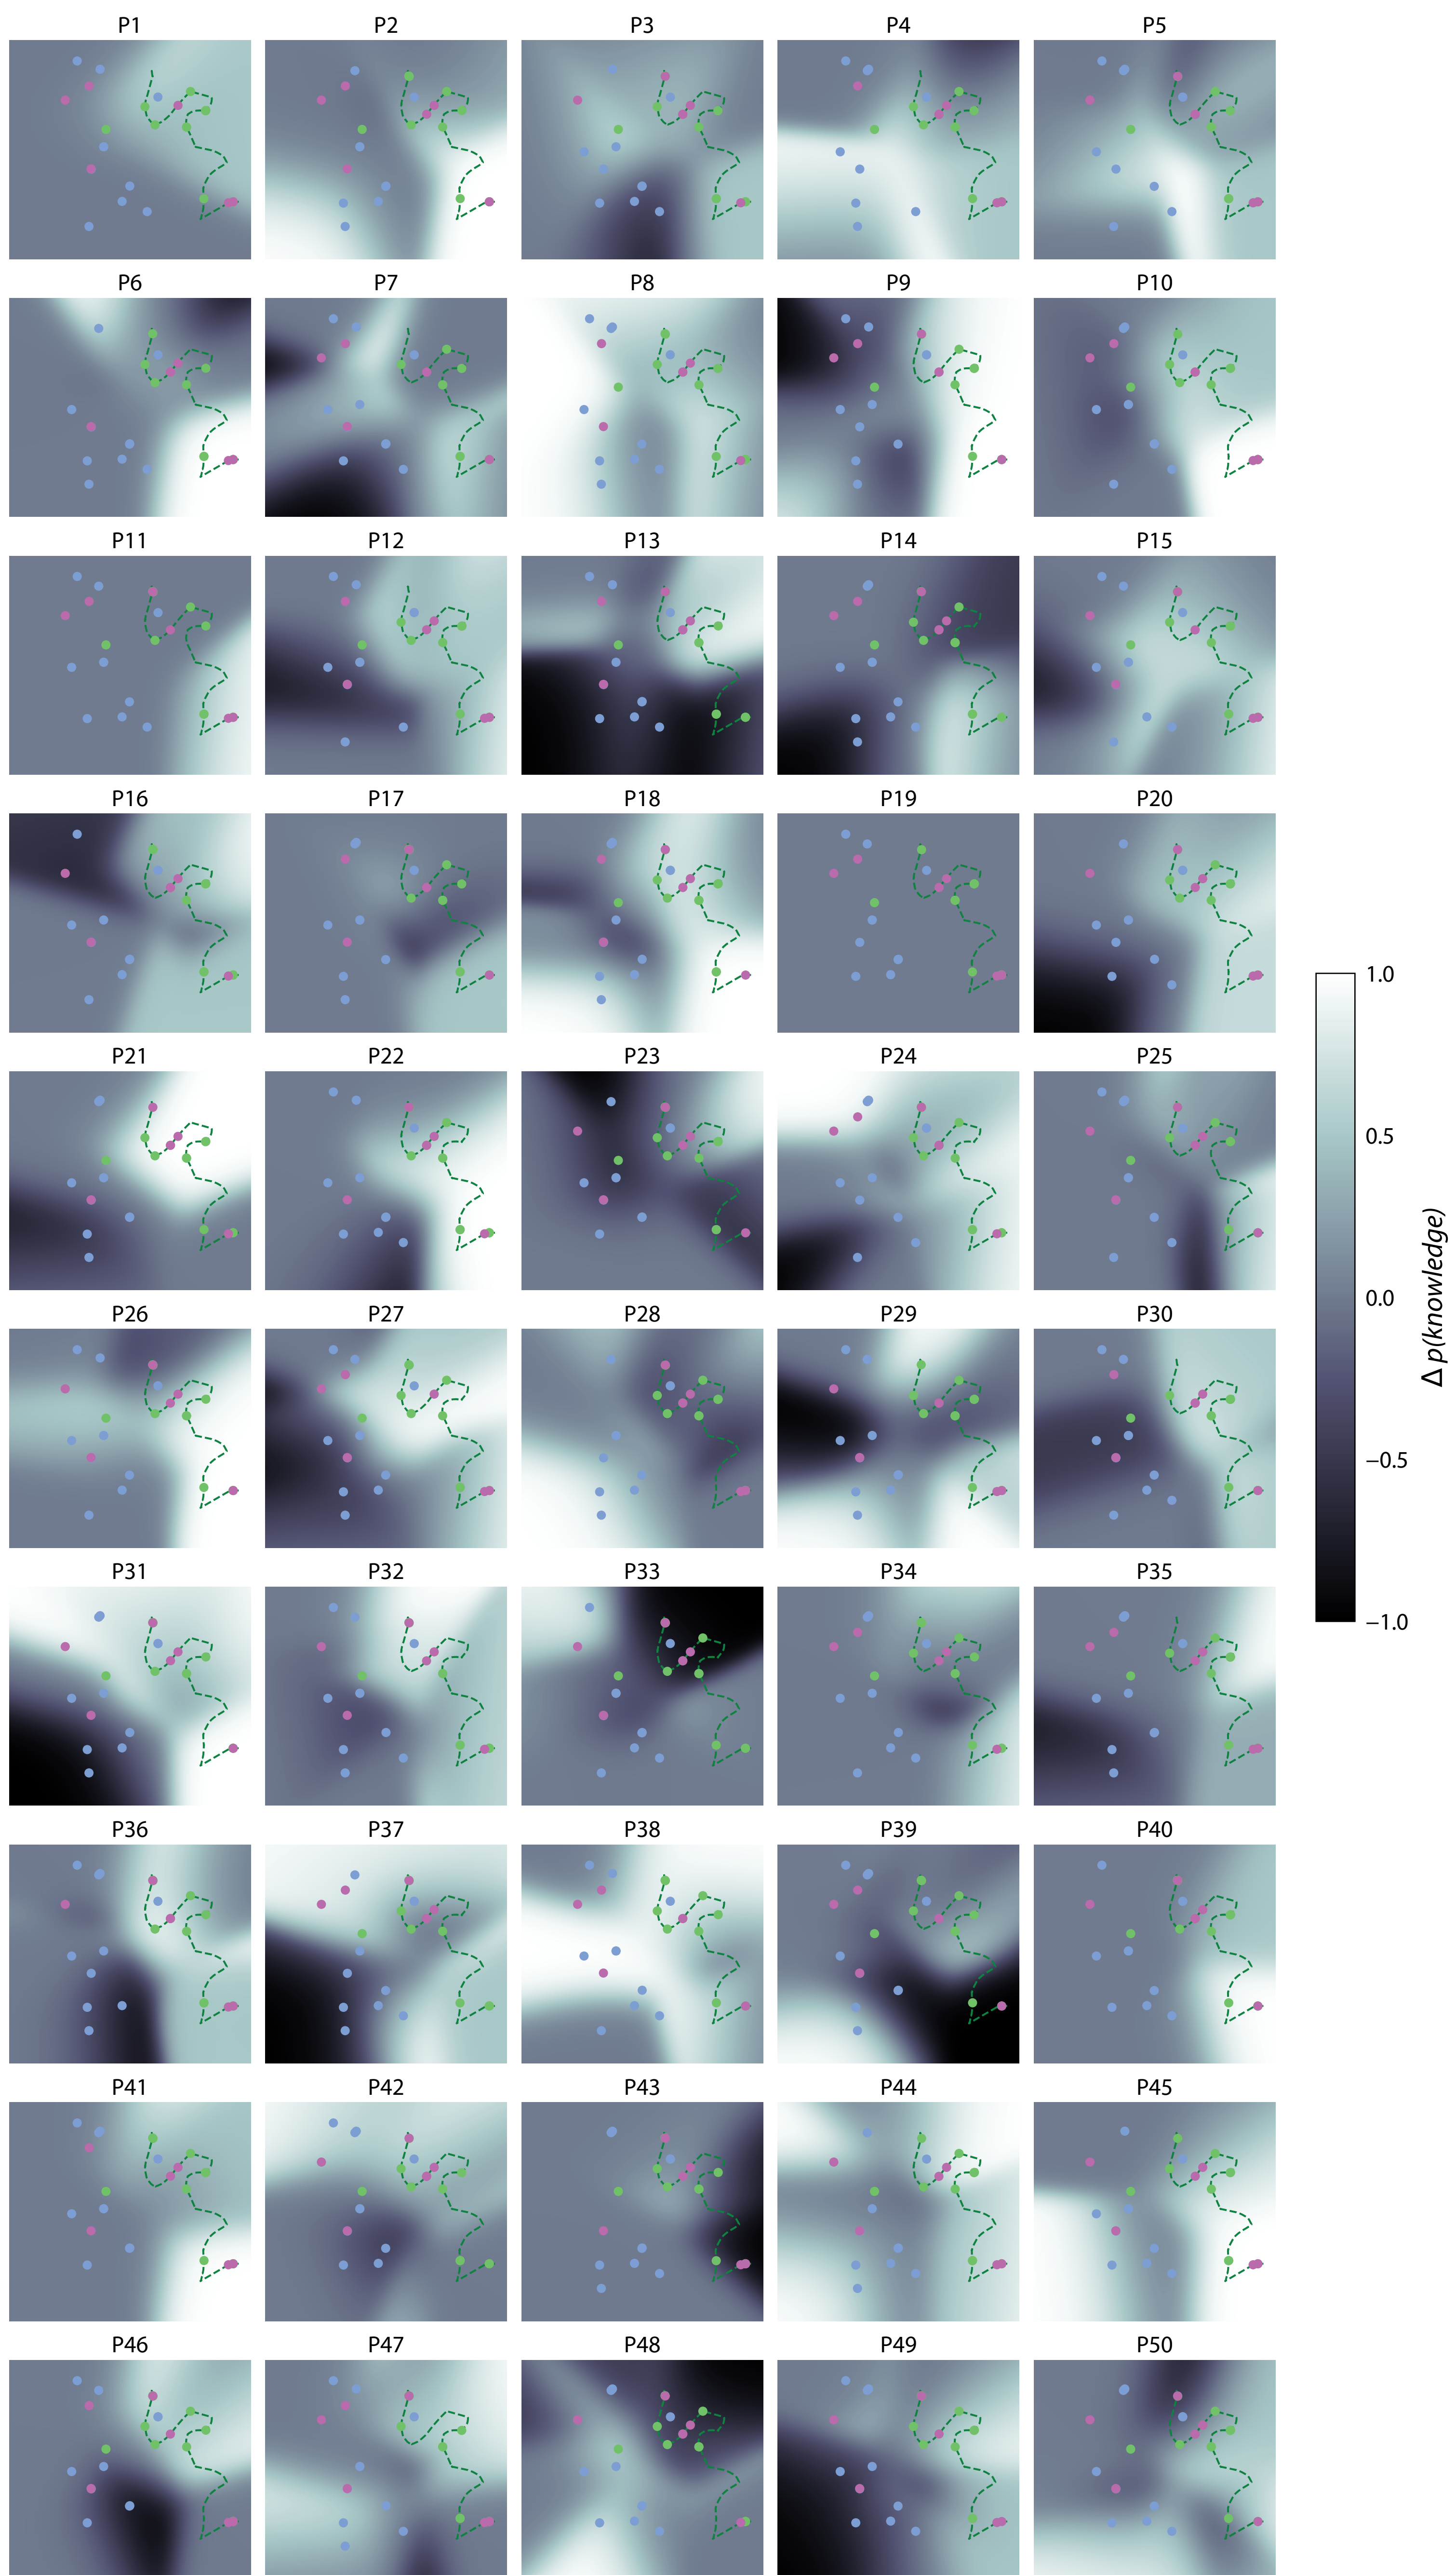 P1 P2 P3 P4 P5
P6 P7 P8 P9 P10
P11 P12 P13 P14 P15
P16 P17 P18 P19 P20
P21 P22 P23 P24 P25
P26 P27 P28 P29 P30
P31 P32 P33 P34 P35
P36 P37 P38 P39 P40
P41 P42 P43 P44 P45
P46 P47 P48 P49 P50
1.0
0.5
0.0
−0.5
−1.0
Δ p(knowledge)